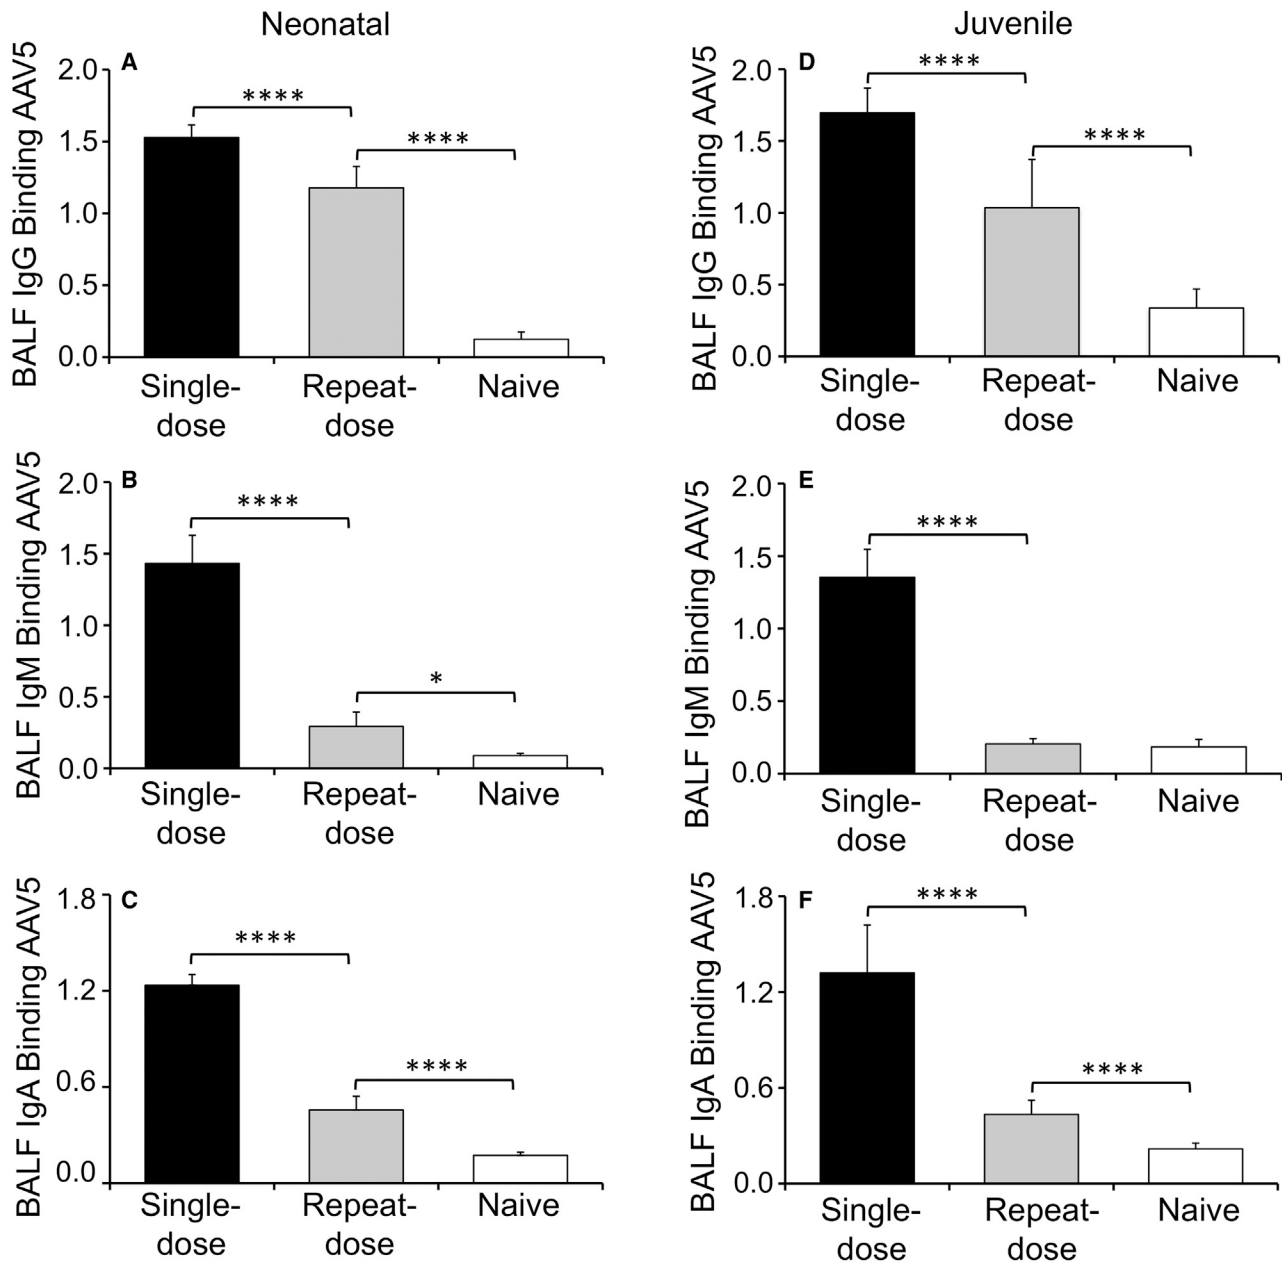 Neonatal
Juvenile
A
BALF IgG Binding AAV5
2.0
1.5
1.0
0.5
0.0
****
****
Single-
dose
Repeat-
dose
Naive
D
BALF IgG Binding AAV5
2.0
1.5
1.0
0.5
0.0
****
****
Single-
dose
Repeat-
dose
Naive
B
BALF IgM Binding AAV5
2.0
1.5
1.0
0.5
0.0
****
*
Single-
dose
Repeat-
dose
Naive
E
BALF IgM Binding AAV5
2.0
1.5
1.0
0.5
0.0
****
Single-
dose
Repeat-
dose
Naive
C
BALF IgA Binding AAV5
1.8
1.2
0.6
0.0
****
****
Single-
dose
Repeat-
dose
Naive
F
BALF IgA Binding AAV5
1.8
1.2
0.6
0.0
****
****
Single-
dose
Repeat-
dose
Naive